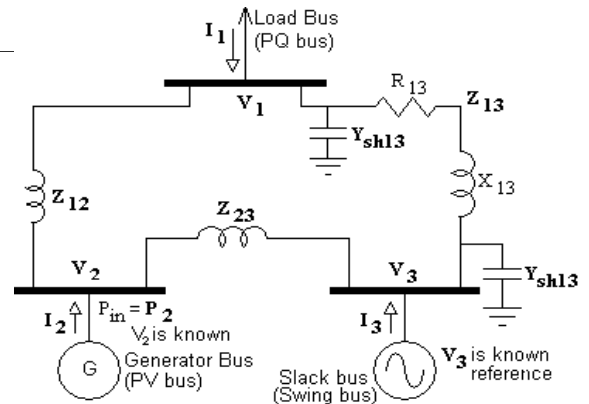 Load Bus
(PQ bus)
I1
V1
R13
Z13
Ysh13
X13
Z12
Z23
V2
V3
Ysh13
Pin = P2
I2
V2 is known
I3
V3 is known
reference
G
Generator Bus
(PV bus)
Slack bus
(Swing bus)